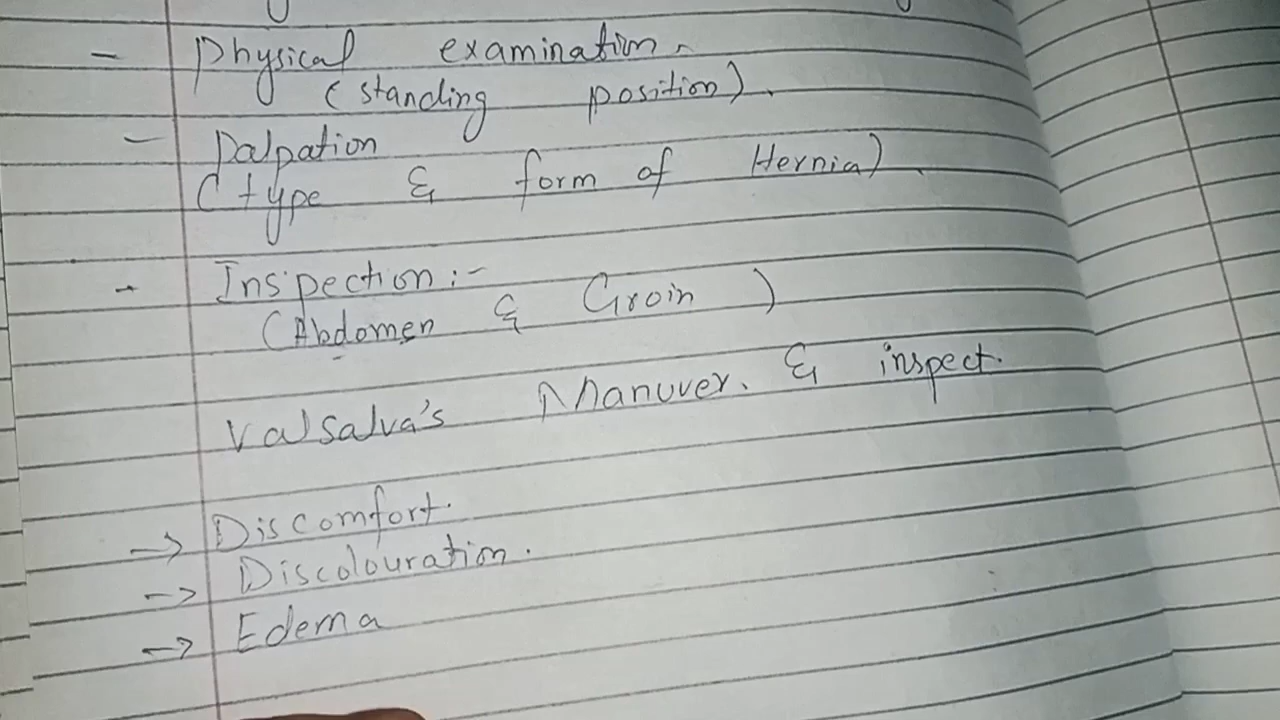 - Physical examination.
(standing position).
- Palpation
(type & form of Hernia).
- Inspection :-
(Abdomen & Groin)
Valsalva's Manuver. & inspect.
→ Discomfort.
→ Discolouration.
→ Edema